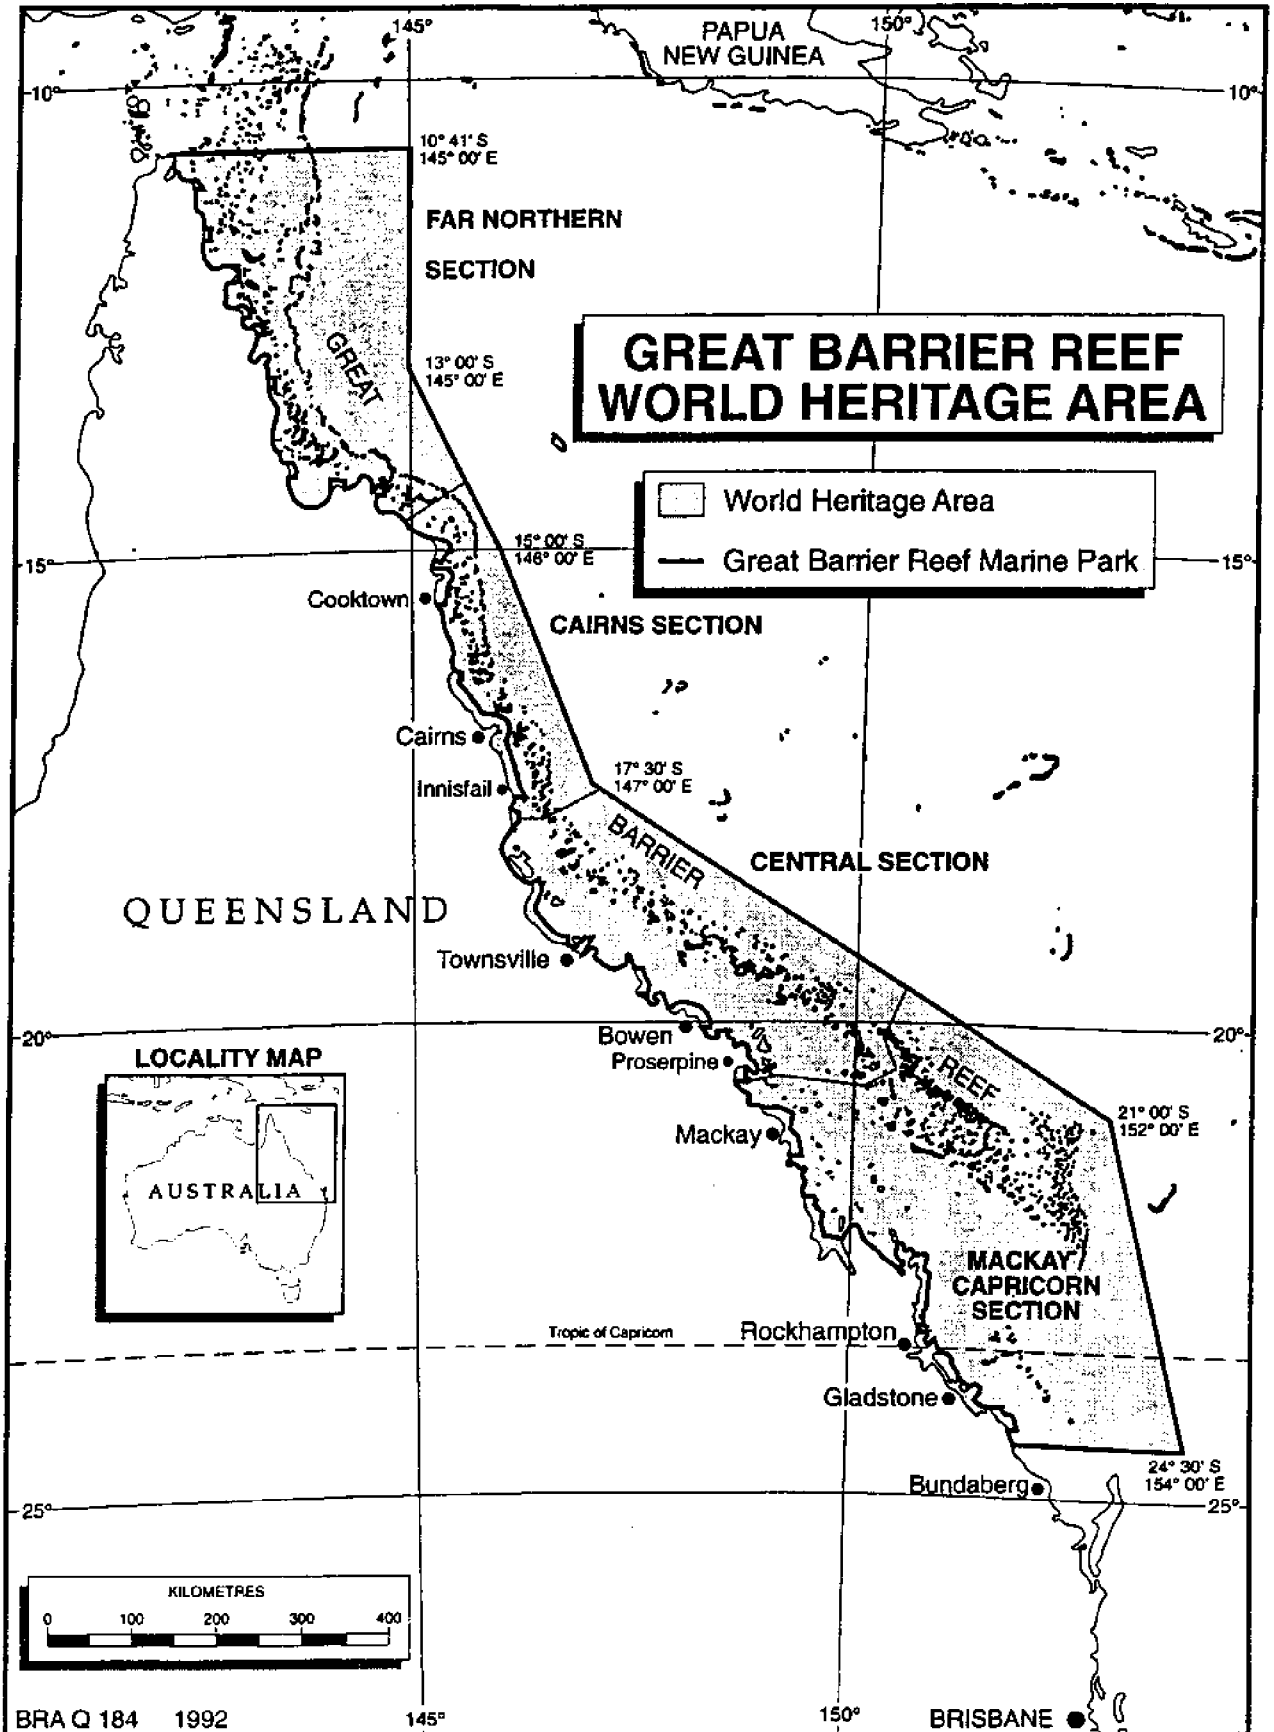 145°
PAPUA
NEW GUINEA
150°
10°
10°
10° 41' S
145° 00' E
FAR NORTHERN
SECTION
GREAT BARRIER REEF
WORLD HERITAGE AREA
GREAT
13° 00' S
145° 00' E
World Heritage Area
Great Barrier Reef Marine Park
15° 00' S
146° 00' E
15°
15°
Cooktown
CAIRNS SECTION
Cairns
17° 30' S
147° 00' E
Innisfail
BARRIER
CENTRAL SECTION
QUEENSLAND
Townsville
20°
20°
Bowen
Proserpine
LOCALITY MAP
REEF
21° 00' S
152° 00' E
Mackay
AUSTRALIA
MACKAY/
CAPRICORN
SECTION
Tropic of Capricorn
Rockhampton
Gladstone
24° 30' S
154° 00' E
Bundaberg
25°
25°
KILOMETRES
0 100 200 300 400
BRA Q 184 1992
145°
150°
BRISBANE